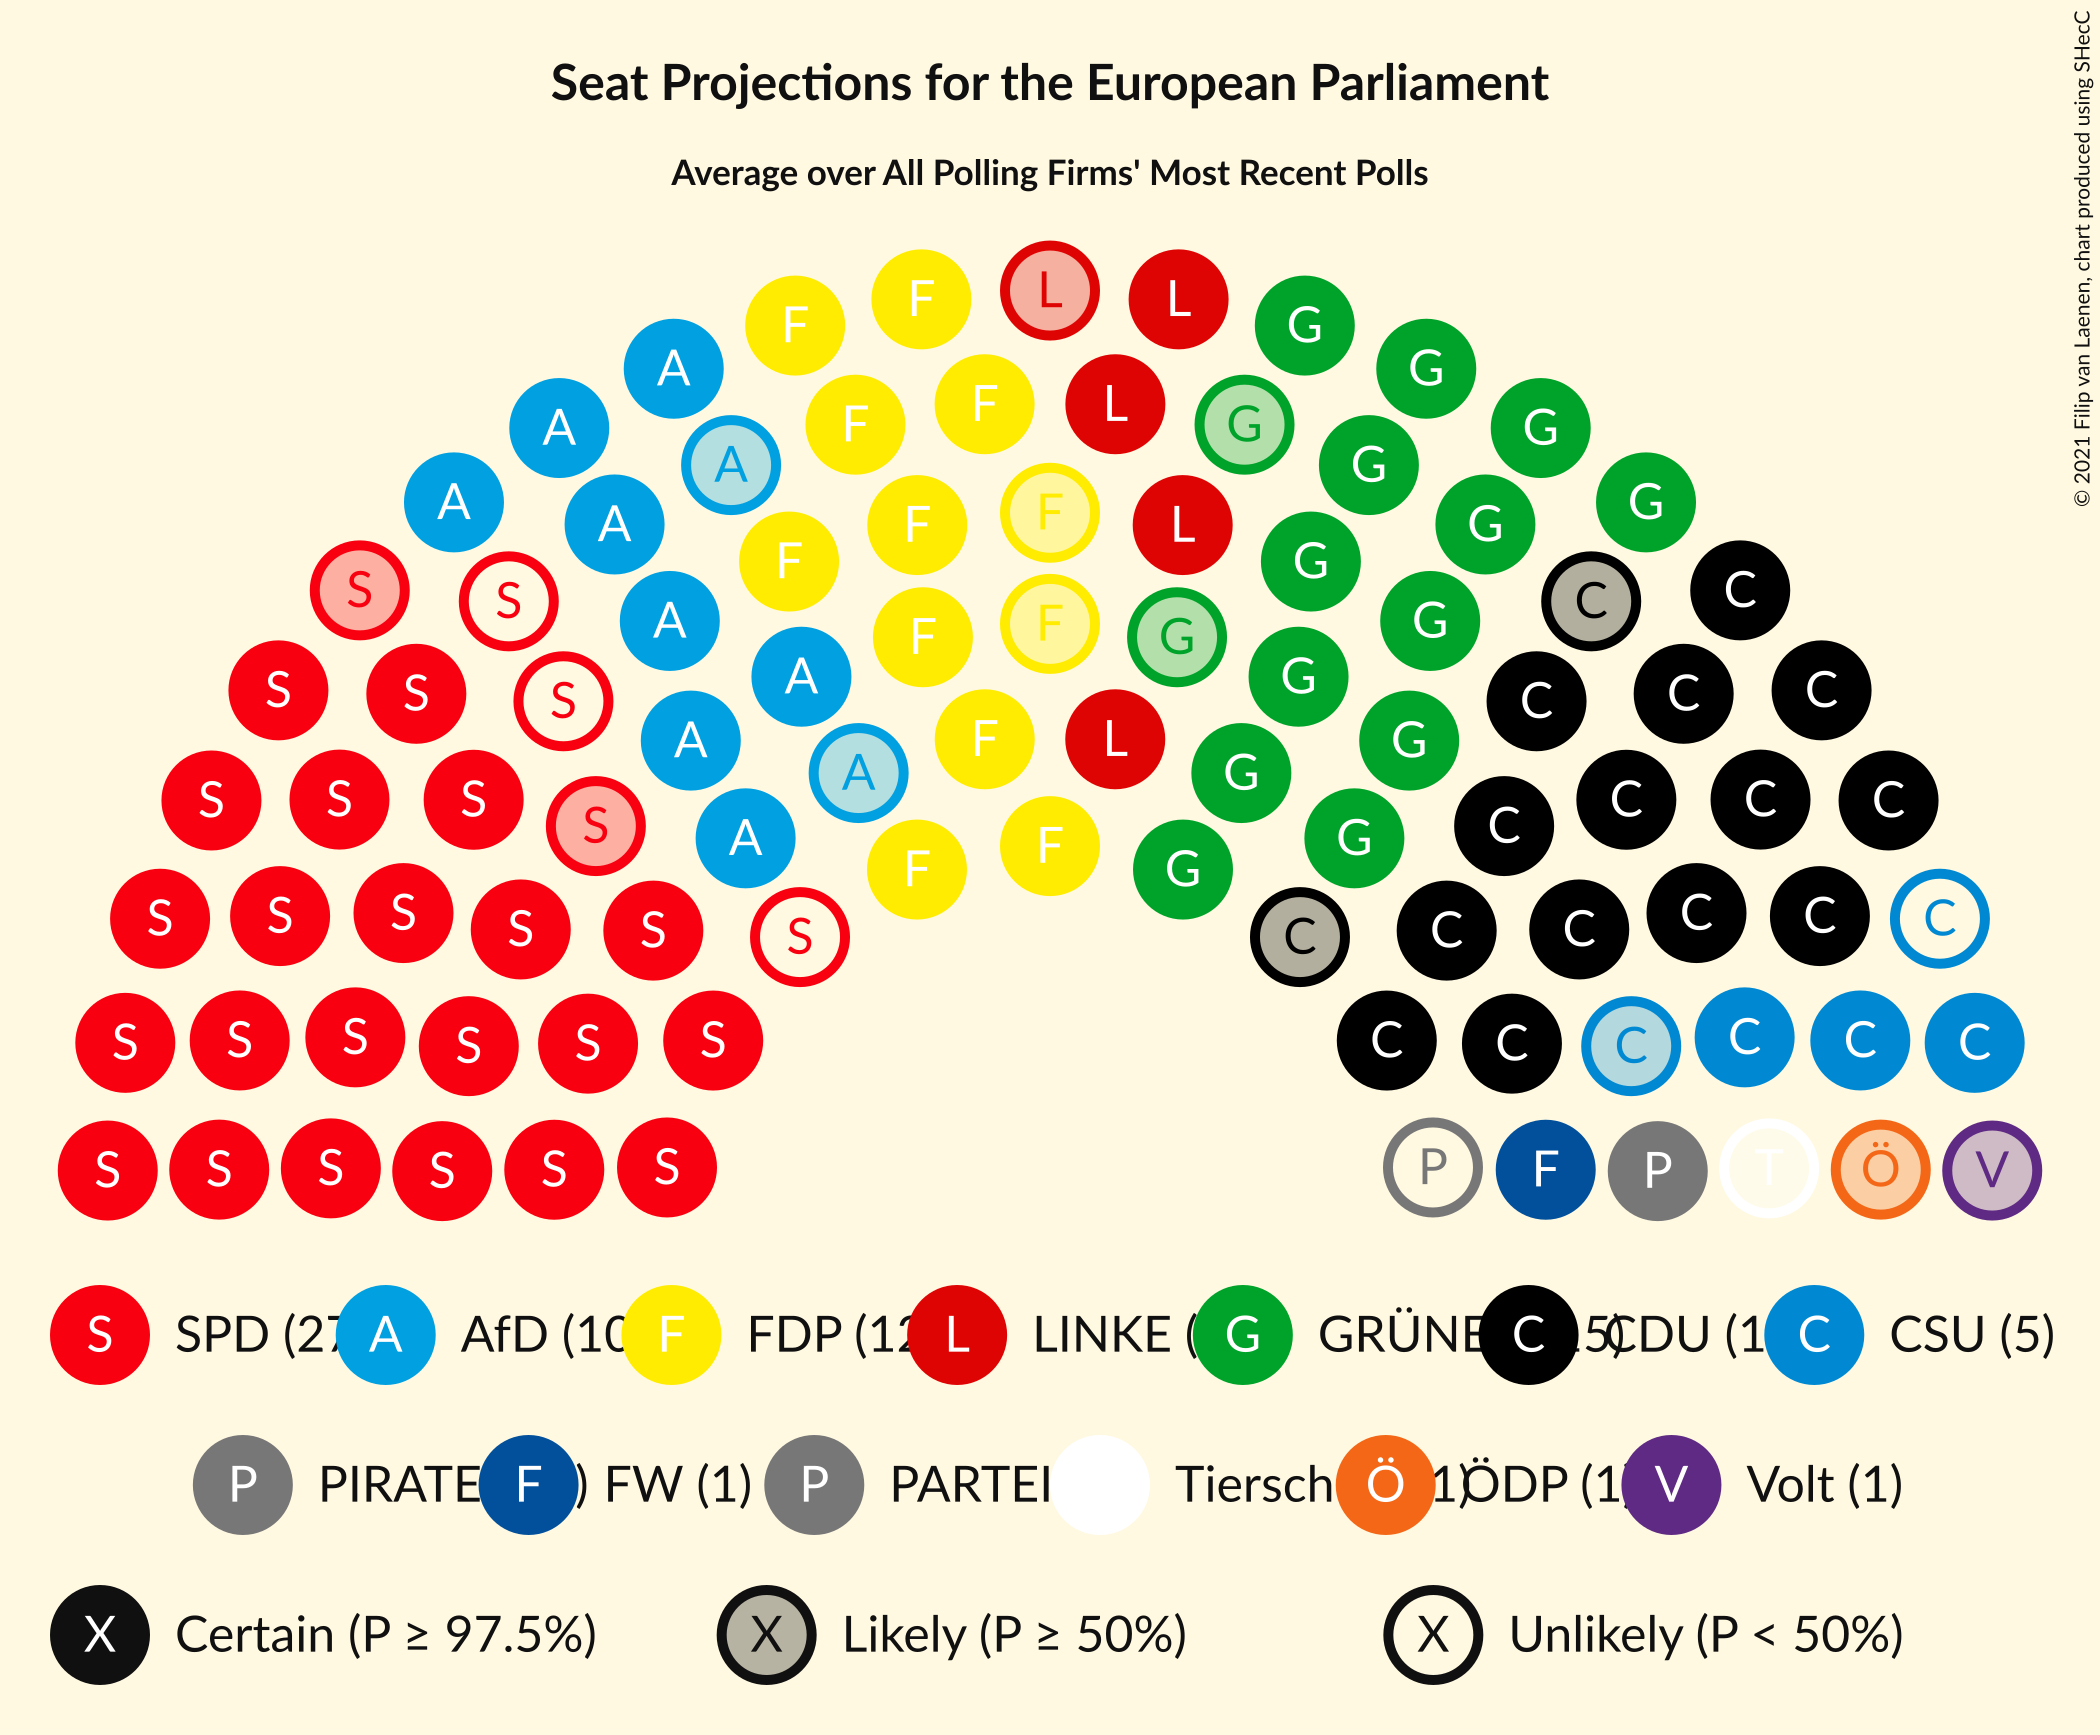 Seat Projections for the European Parliament
Average over All Polling Firms' Most Recent Polls
© 2021 Filip van Laenen, chart produced using SHecC
L
F F L
F G
A F L G
F F G
A A G G
A F F L G G
A F G G
S S A F L G C C
A F G
S S S A A F G G G C C C
S S S S A A F L G G C C C C
A F F G G
S S S S S S C C C C C C
S S S S S S C C C C C C
S S S S S S P F P T Ö V
S SPD (27 A AfD (10 F FDP (12 L LINKE ( G GRÜNE 5) C CDU (1 C CSU (5)
P PIRATE ) F FW (1) P PARTEI Tiersch 1) Ö ÖDP (1) V Volt (1)
X Certain (P ≥ 97.5%) X Likely (P ≥ 50%) X Unlikely (P < 50%)